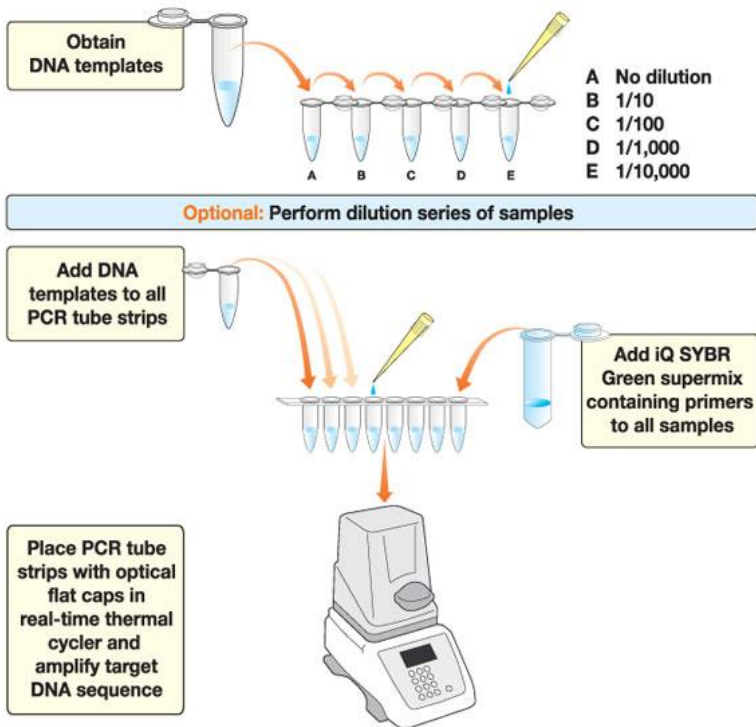 Obtain
DNA templates
A No dilution
B 1/10
C 1/100
D 1/1,000
E 1/10,000
A B C D E
Optional: Perform dilution series of samples
Add DNA
templates to all
PCR tube strips
Add iQ SYBR
Green supermix
containing primers
to all samples
Place PCR tube
strips with optical
flat caps in
real-time thermal
cycler and
amplify target
DNA sequence